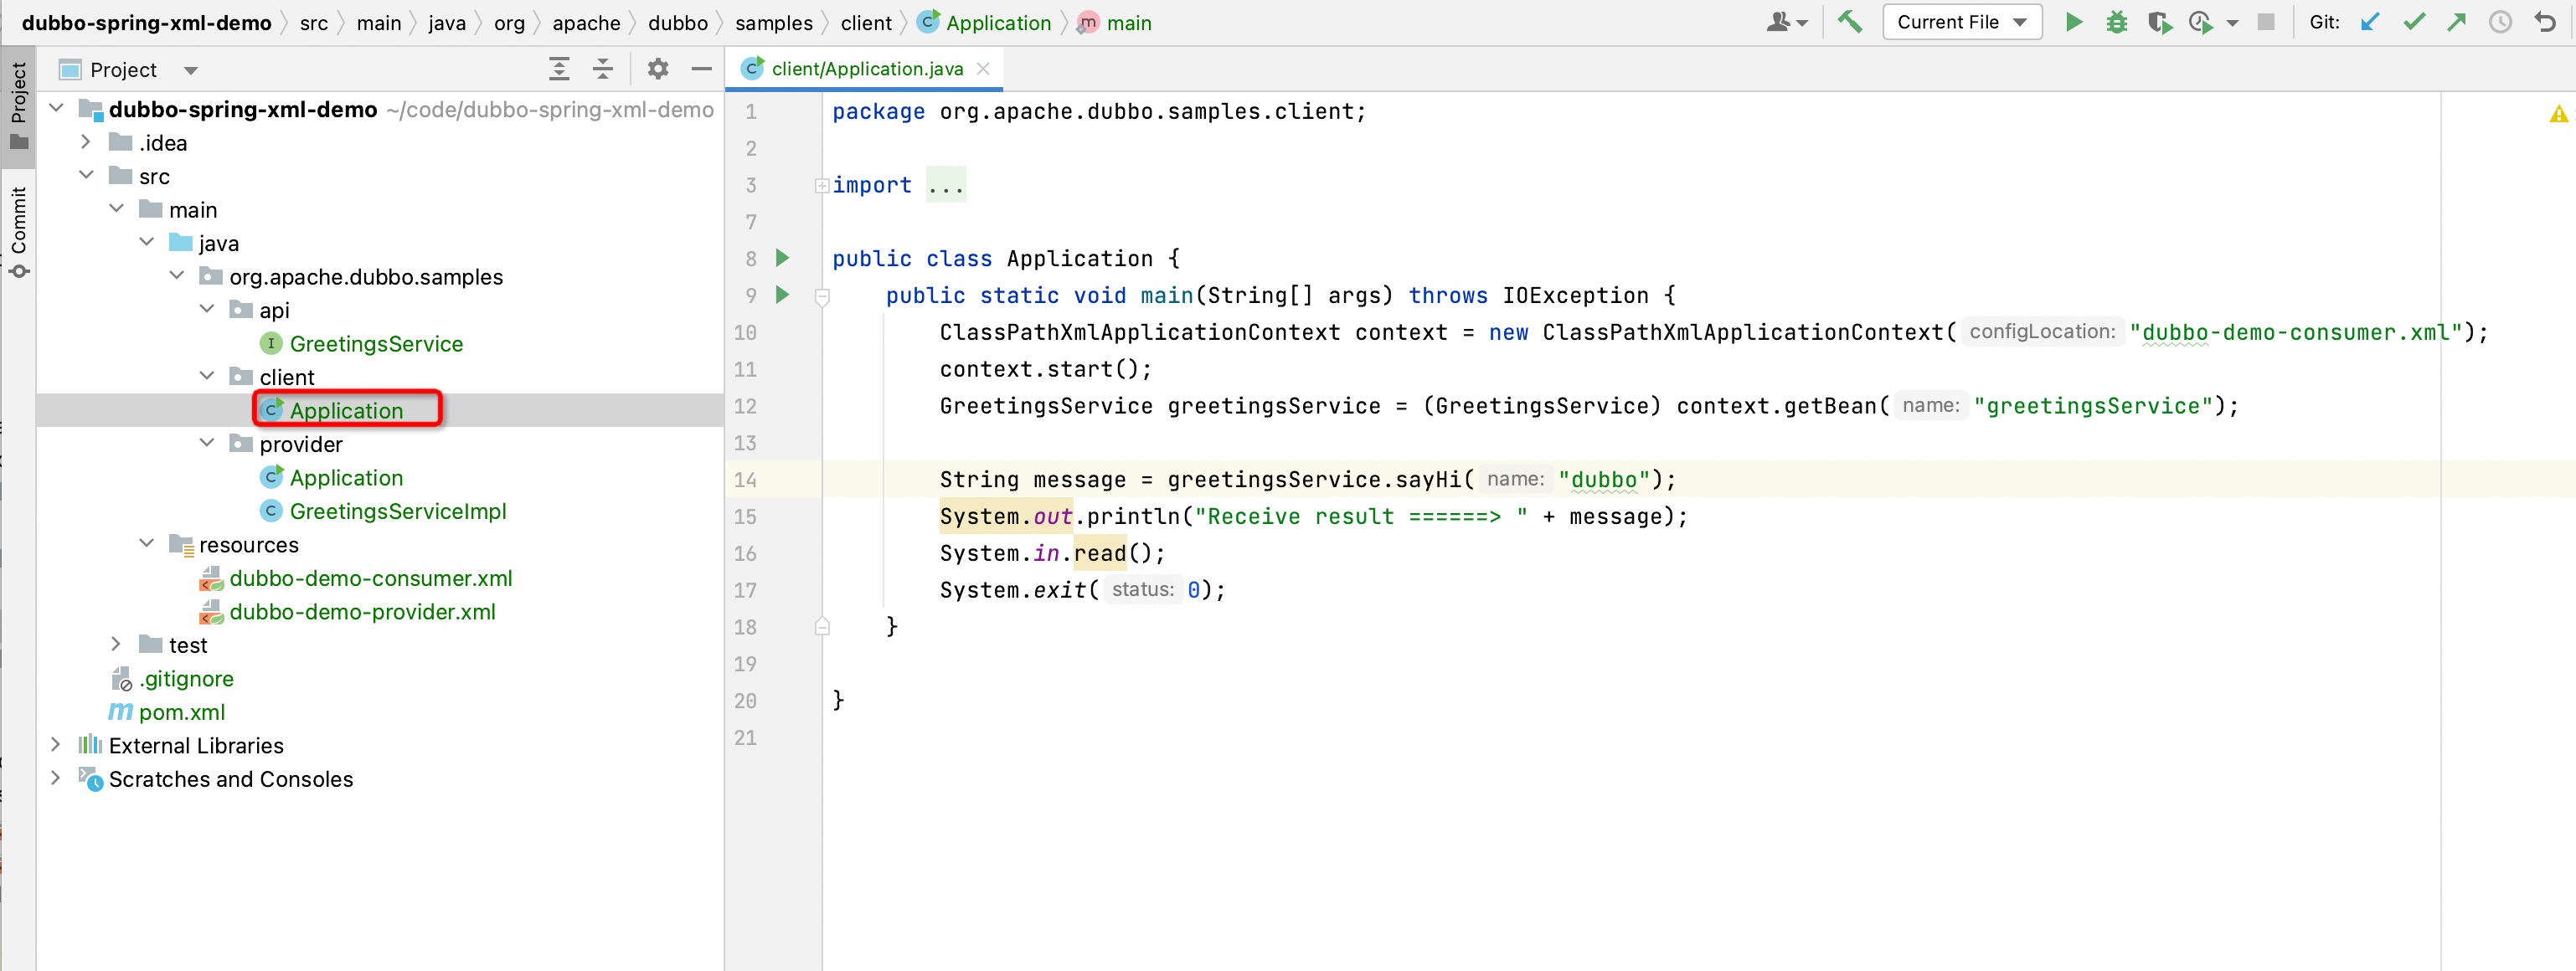 dubbo-spring-xml-demo src main java org apache dubbo samples client Application main
Current File
Git:
Project
Commit
Project
dubbo-spring-xml-demo ~/code/dubbo-spring-xml-demo
.idea
src
main
java
org.apache.dubbo.samples
api
GreetingsService
client
Application
provider
Application
GreetingsServiceImpl
resources
dubbo-demo-consumer.xml
dubbo-demo-provider.xml
test
.gitignore
pom.xml
External Libraries
Scratches and Consoles
client/Application.java
1 package org.apache.dubbo.samples.client;
2
3 import ...
7
8 public class Application {
9 public static void main(String[] args) throws IOException {
10 ClassPathXmlApplicationContext context = new ClassPathXmlApplicationContext( configLocation: "dubbo-demo-consumer.xml");
11 context.start();
12 GreetingsService greetingsService = (GreetingsService) context.getBean( name: "greetingsService");
13
14 String message = greetingsService.sayHi( name: "dubbo");
15 System.out.println("Receive result ======> " + message);
16 System.in.read();
17 System.exit( status: 0);
18 }
19
20 }
21